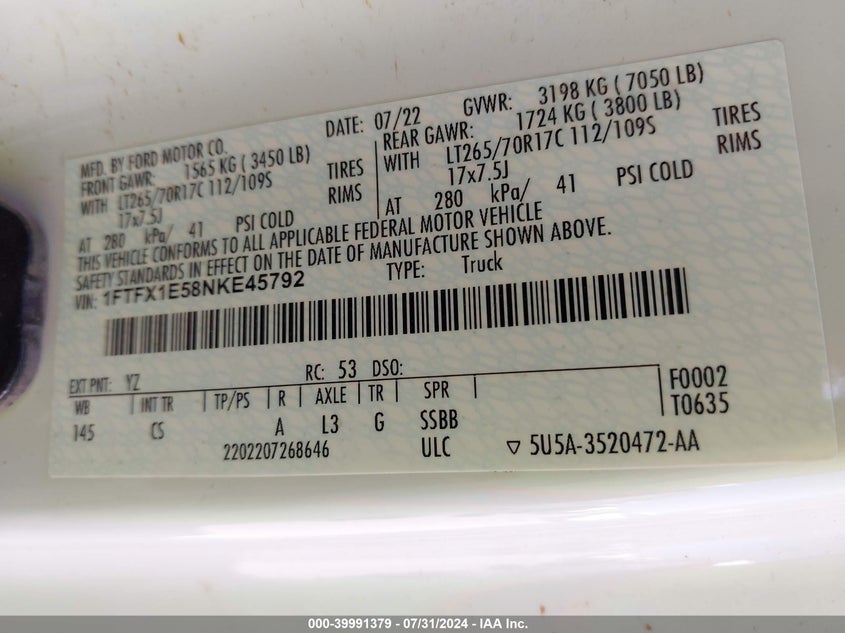 MFD. BY FORD MOTOR CO.
DATE: 07/22 GVWR: 3198 KG ( 7050 LB)
FRONT GAWR: 1565 KG ( 3450 LB)
WITH LT265/70R17C 112/109S TIRES
17x7.5J RIMS
AT 280 kPa/ 41 PSI COLD
REAR GAWR: 1724 KG ( 3800 LB)
WITH LT265/70R17C 112/109S TIRES
17x7.5J RIMS
AT 280 kPa/ 41 PSI COLD
THIS VEHICLE CONFORMS TO ALL APPLICABLE FEDERAL MOTOR VEHICLE
SAFETY STANDARDS IN EFFECT ON THE DATE OF MANUFACTURE SHOWN ABOVE.
VIN: 1FTFX1E58NKE45792 TYPE: Truck
EXT PNT: YZ RC: 53 DSO:
WB INT TR TP/PS R AXLE TR SPR
145 CS A L3 G SSBB
2202207268646 ULC
F0002
T0635
▽ 5U5A-3520472-AA
000-39991379 / 07/31/2024 - IAA Inc.